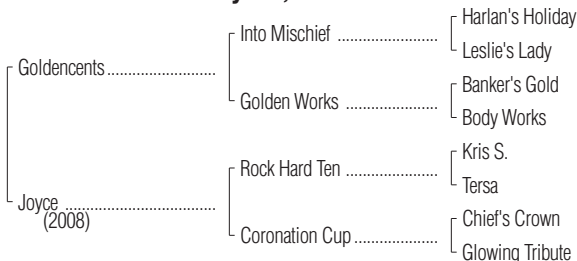 Harlan's Holiday
Into Mischief ....................
Leslie's Lady
Goldencents ......................
Banker's Gold
Golden Works ...................
Body Works
Kris S.
Rock Hard Ten ..................
Tersa
Joyce ...............................
(2008)
Chief's Crown
Coronation Cup .................
Glowing Tribute